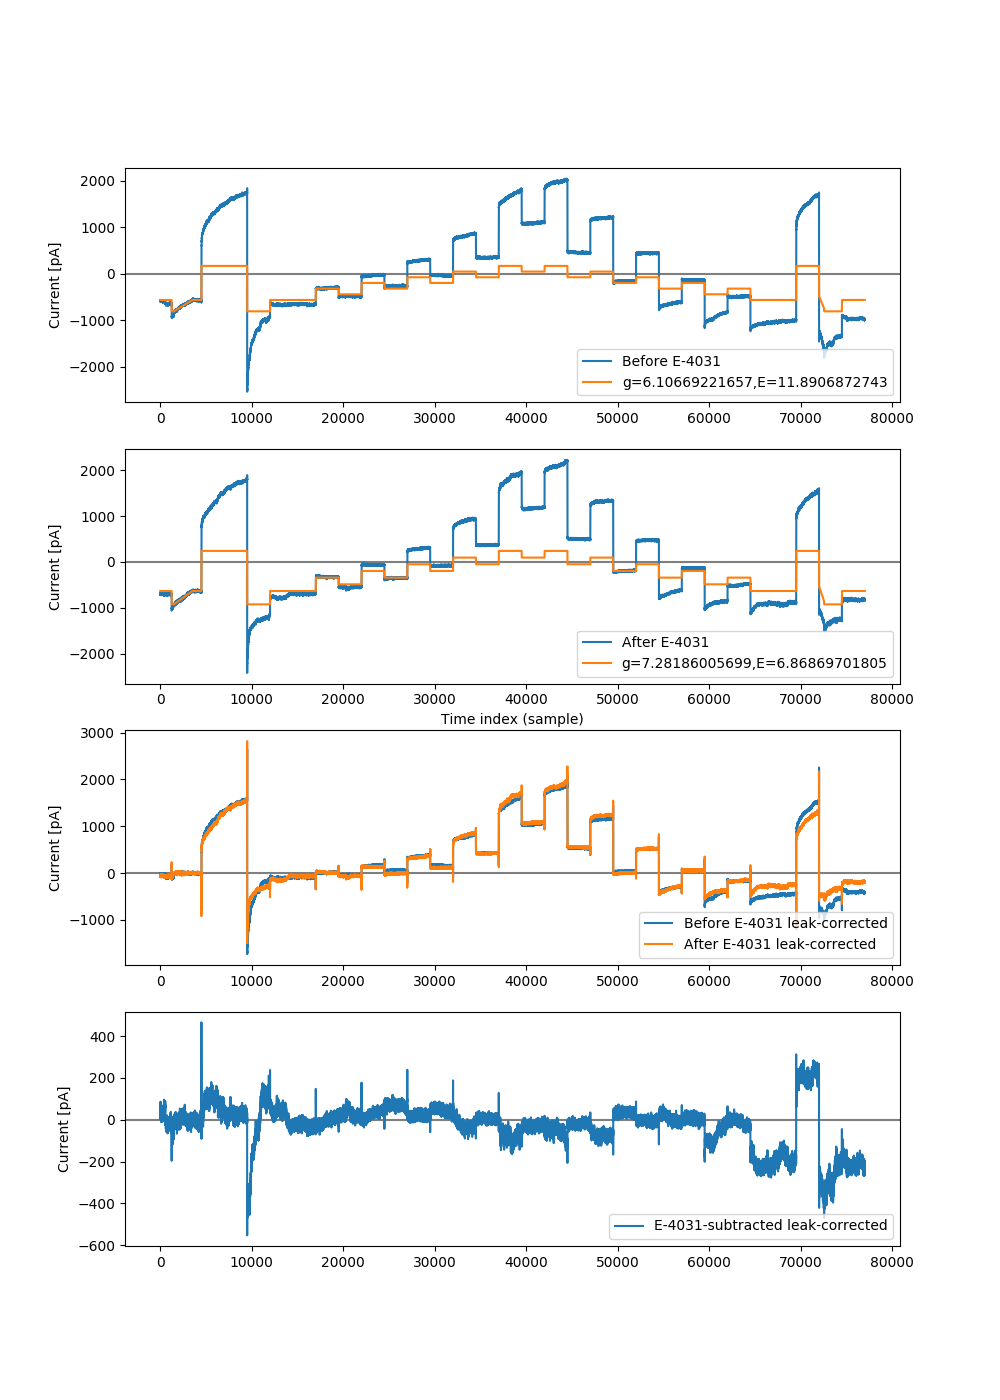 2000
1000
0
−1000
−2000
Current [pA]
Before E-4031
g=6.10669221657,E=11.8906872743
0 10000 20000 30000 40000 50000 60000 70000 80000
2000
1000
0
−1000
−2000
Current [pA]
After E-4031
g=7.28186005699,E=6.86869701805
0 10000 20000 30000 40000 50000 60000 70000 80000
Time index (sample)
3000
2000
1000
0
−1000
Current [pA]
Before E-4031 leak-corrected
After E-4031 leak-corrected
0 10000 20000 30000 40000 50000 60000 70000 80000
400
200
0
−200
−400
−600
Current [pA]
E-4031-subtracted leak-corrected
0 10000 20000 30000 40000 50000 60000 70000 80000